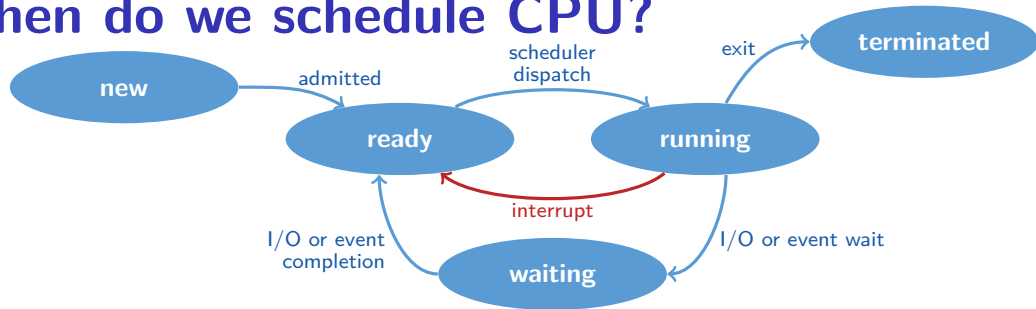 hen do we schedule CPU?
terminated
exit
scheduler
dispatch
admitted
new
ready
running
interrupt
I/O or event
completion
I/O or event wait
waiting